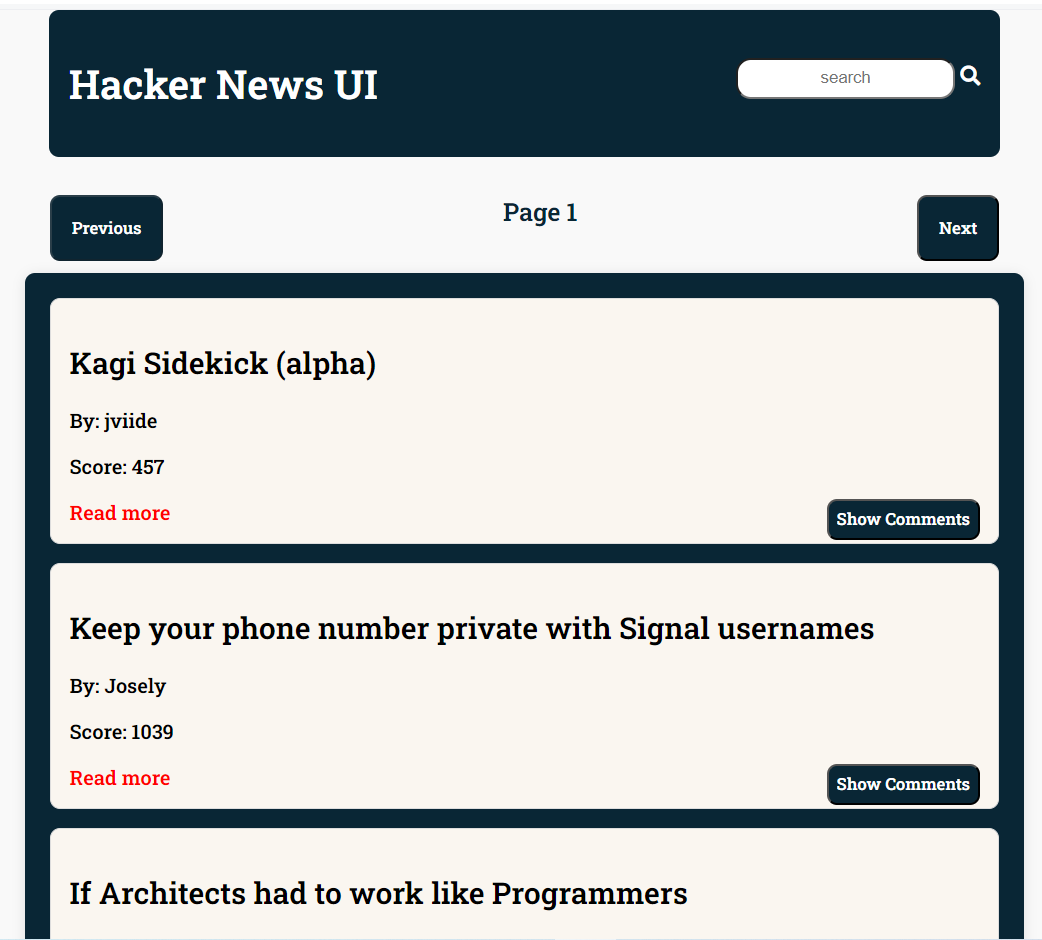 Hacker News UI
search
Previous
Page 1
Next
Kagi Sidekick (alpha)
By: jviide
Score: 457
Read more
Show Comments
Keep your phone number private with Signal usernames
By: Josely
Score: 1039
Read more
Show Comments
If Architects had to work like Programmers